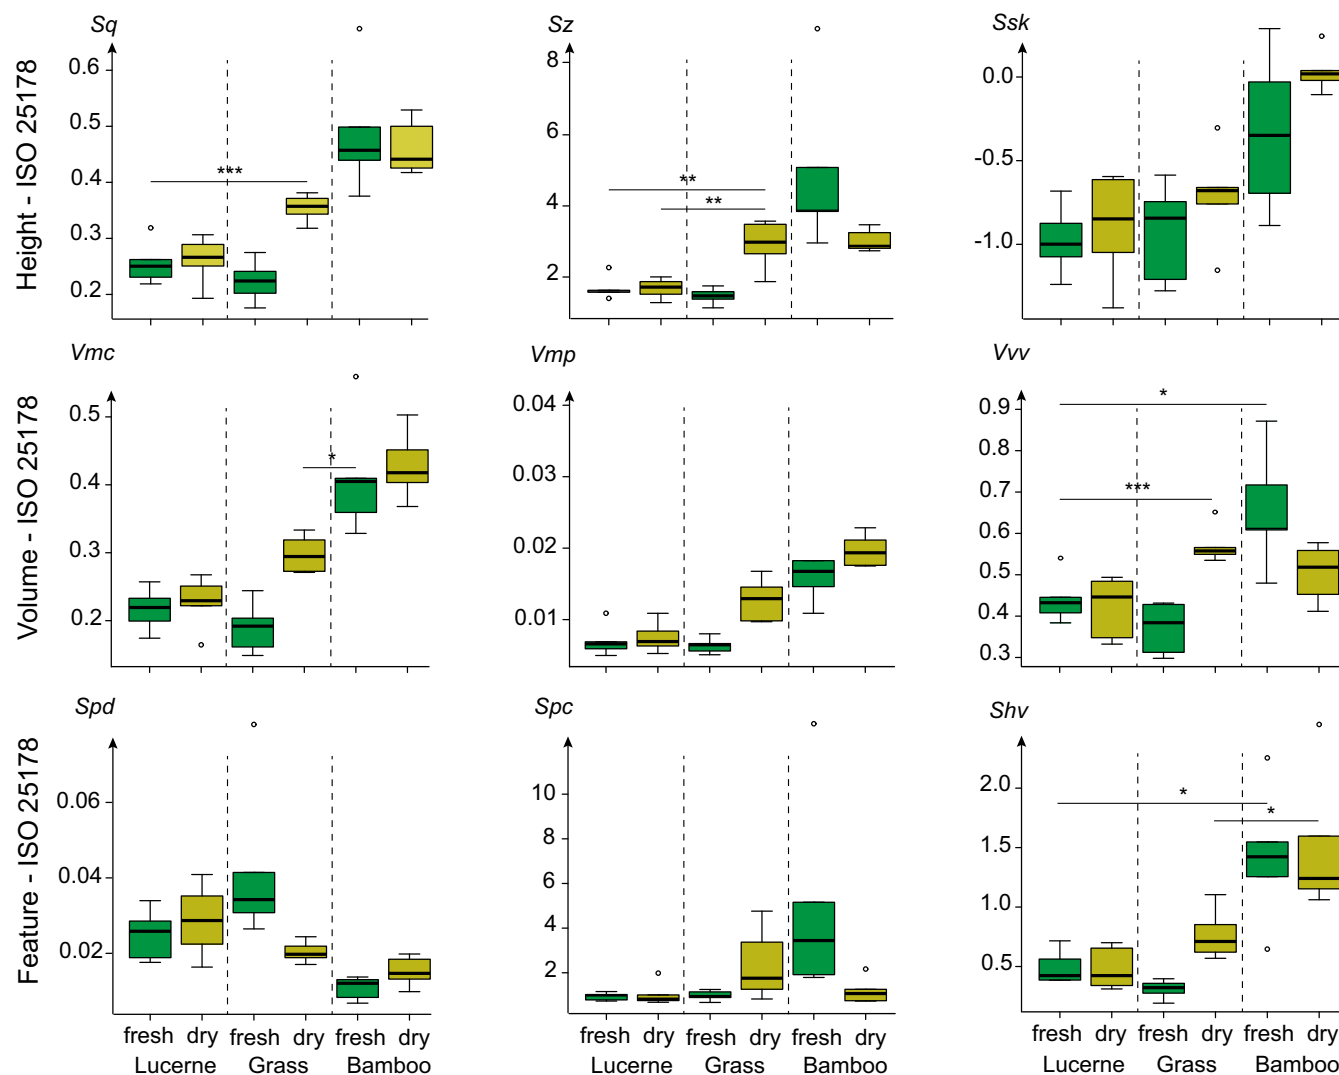 Height - ISO 25178
Sq
0.6
0.5
0.4
0.3
0.2
***
Sz
8
6
4
2
**
**
Ssk
0.0
-0.5
-1.0
Volume - ISO 25178
Vmc
0.5
0.4
0.3
0.2
*
Vmp
0.04
0.03
0.02
0.01
Vvv
0.9
0.8
0.7
0.6
0.5
0.4
0.3
*
***
Feature - ISO 25178
Spd
0.06
0.04
0.02
fresh dry fresh dry fresh dry
Lucerne Grass Bamboo
Spc
10
8
6
4
2
fresh dry fresh dry fresh dry
Lucerne Grass Bamboo
Shv
2.0
1.5
1.0
0.5
*
*
fresh dry fresh dry fresh dry
Lucerne Grass Bamboo